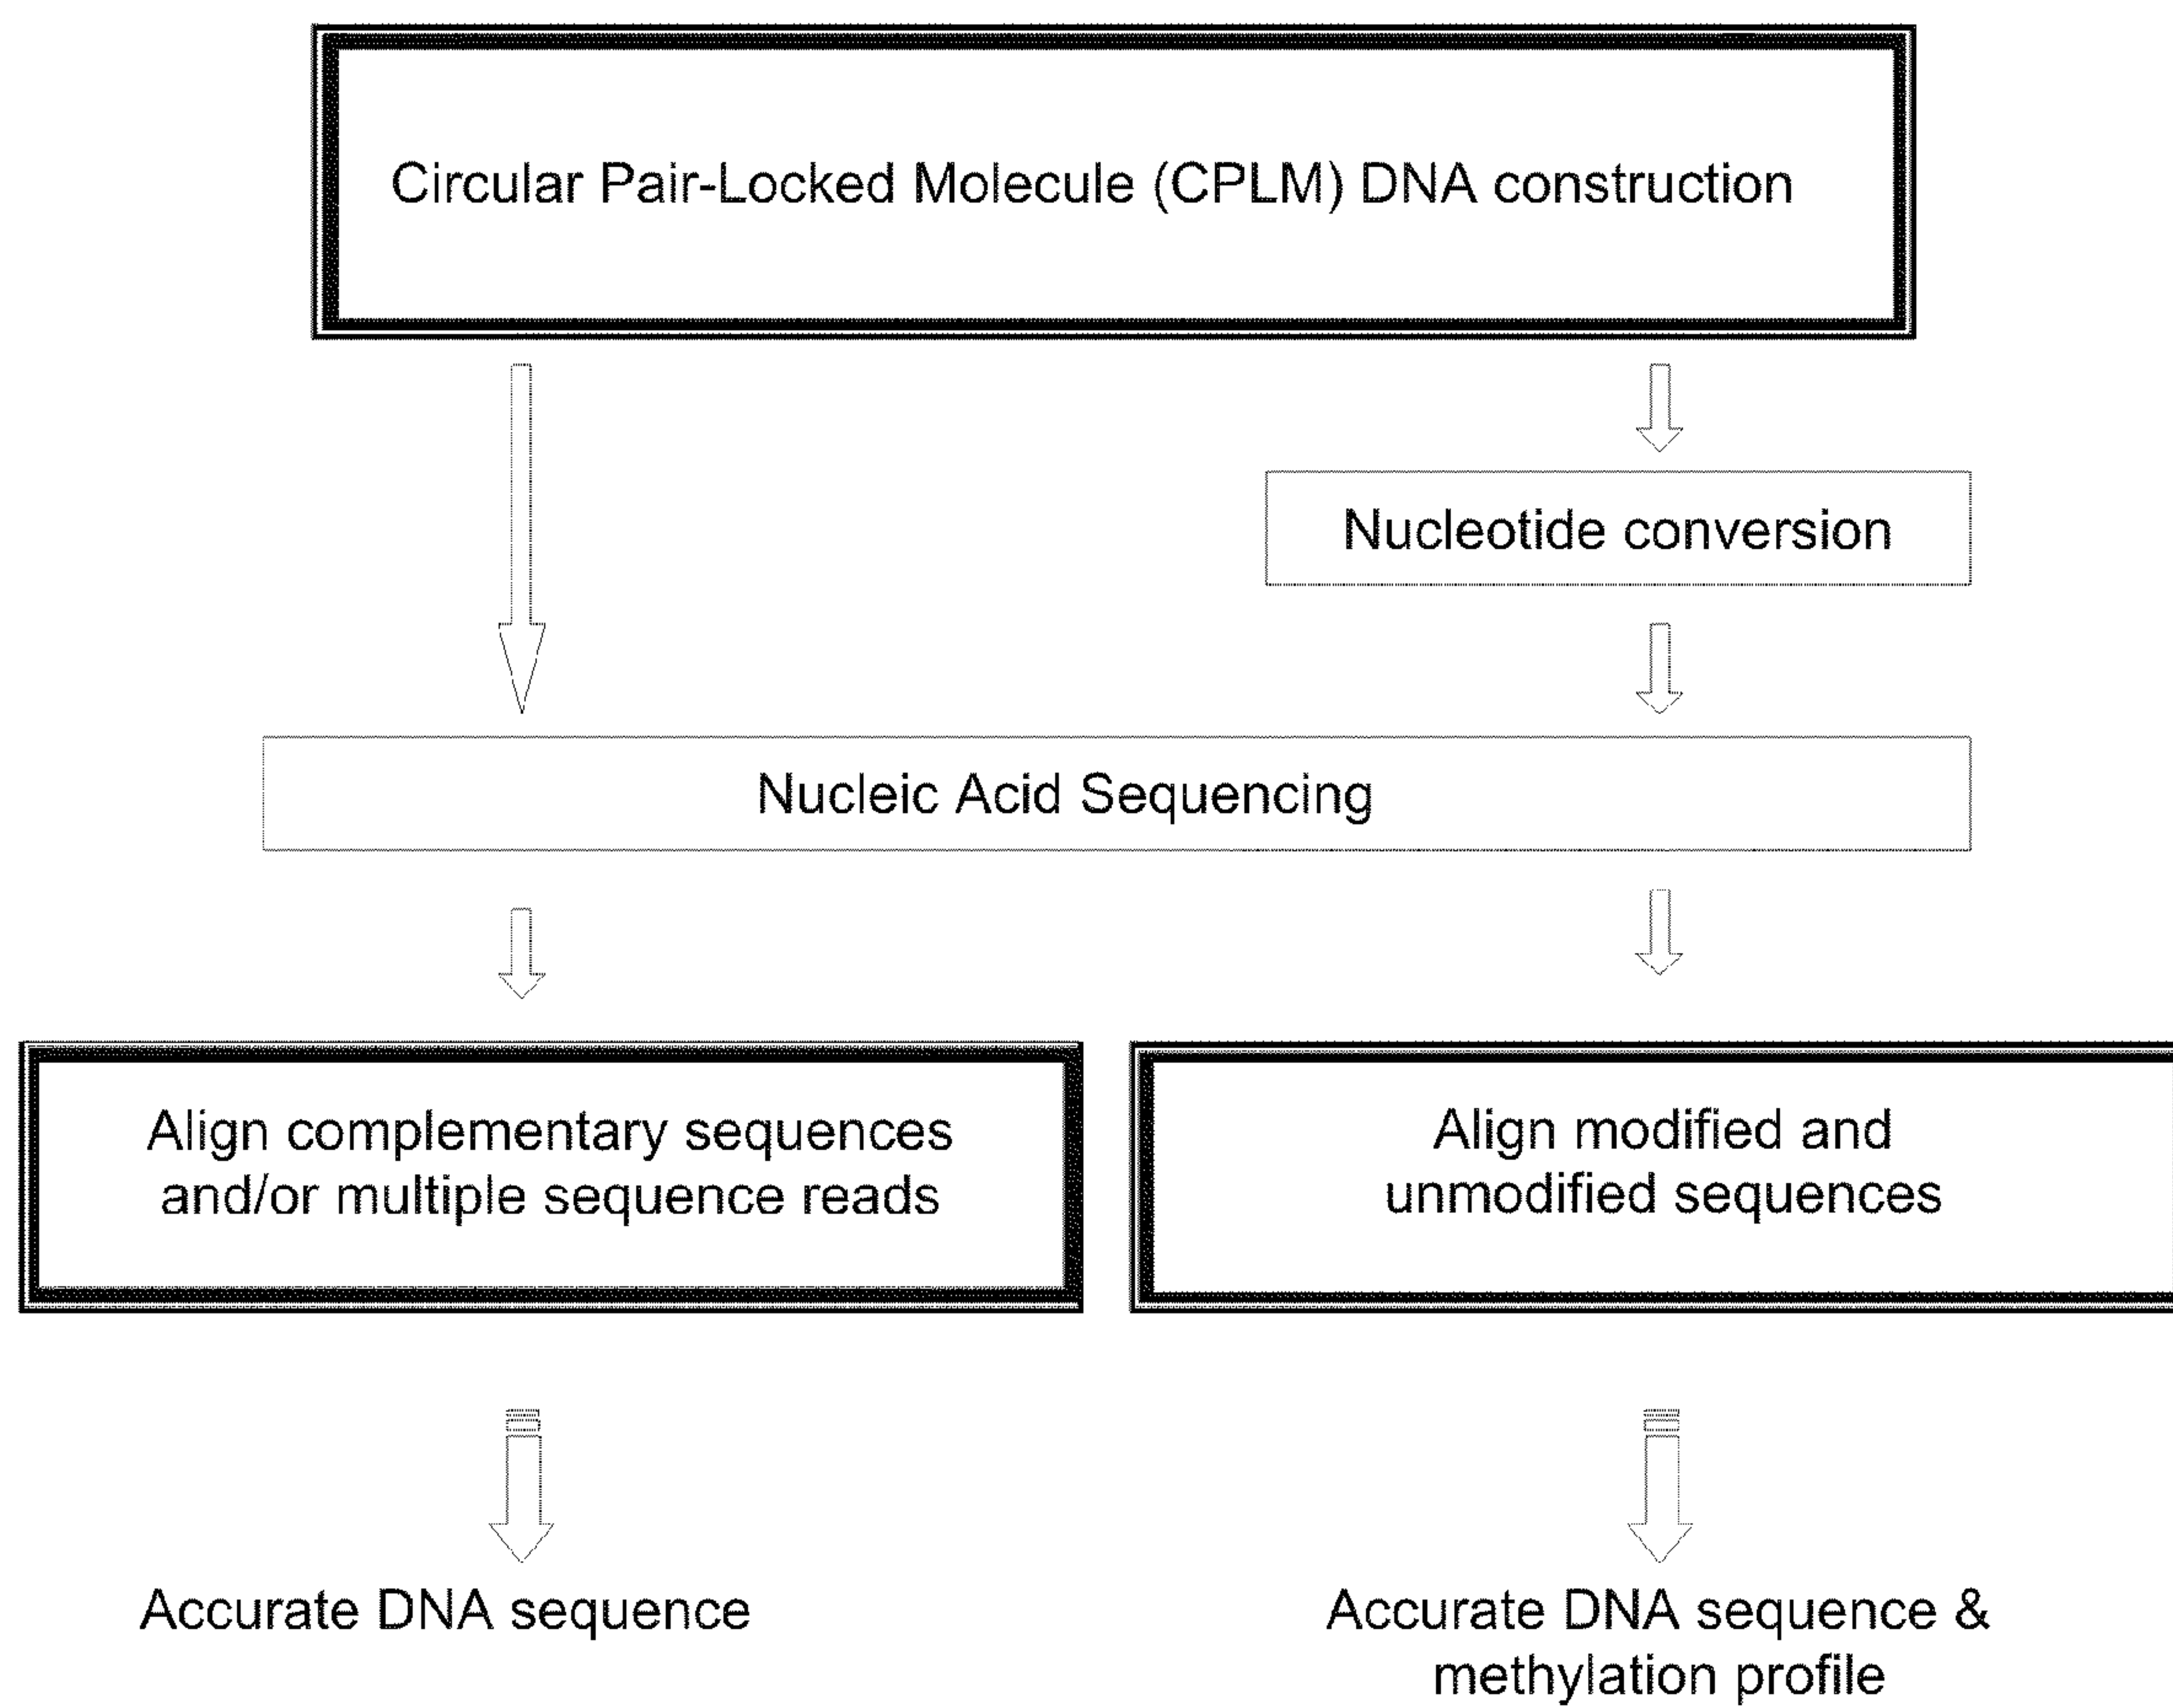 Circular Pair-Locked Molecule (CPLM) DNA construction
Nucleotide conversion
Nucleic Acid Sequencing
Align complementary sequences
and/or multiple sequence reads
Align modified and
unmodified sequences
Accurate DNA sequence
Accurate DNA sequence &
methylation profile